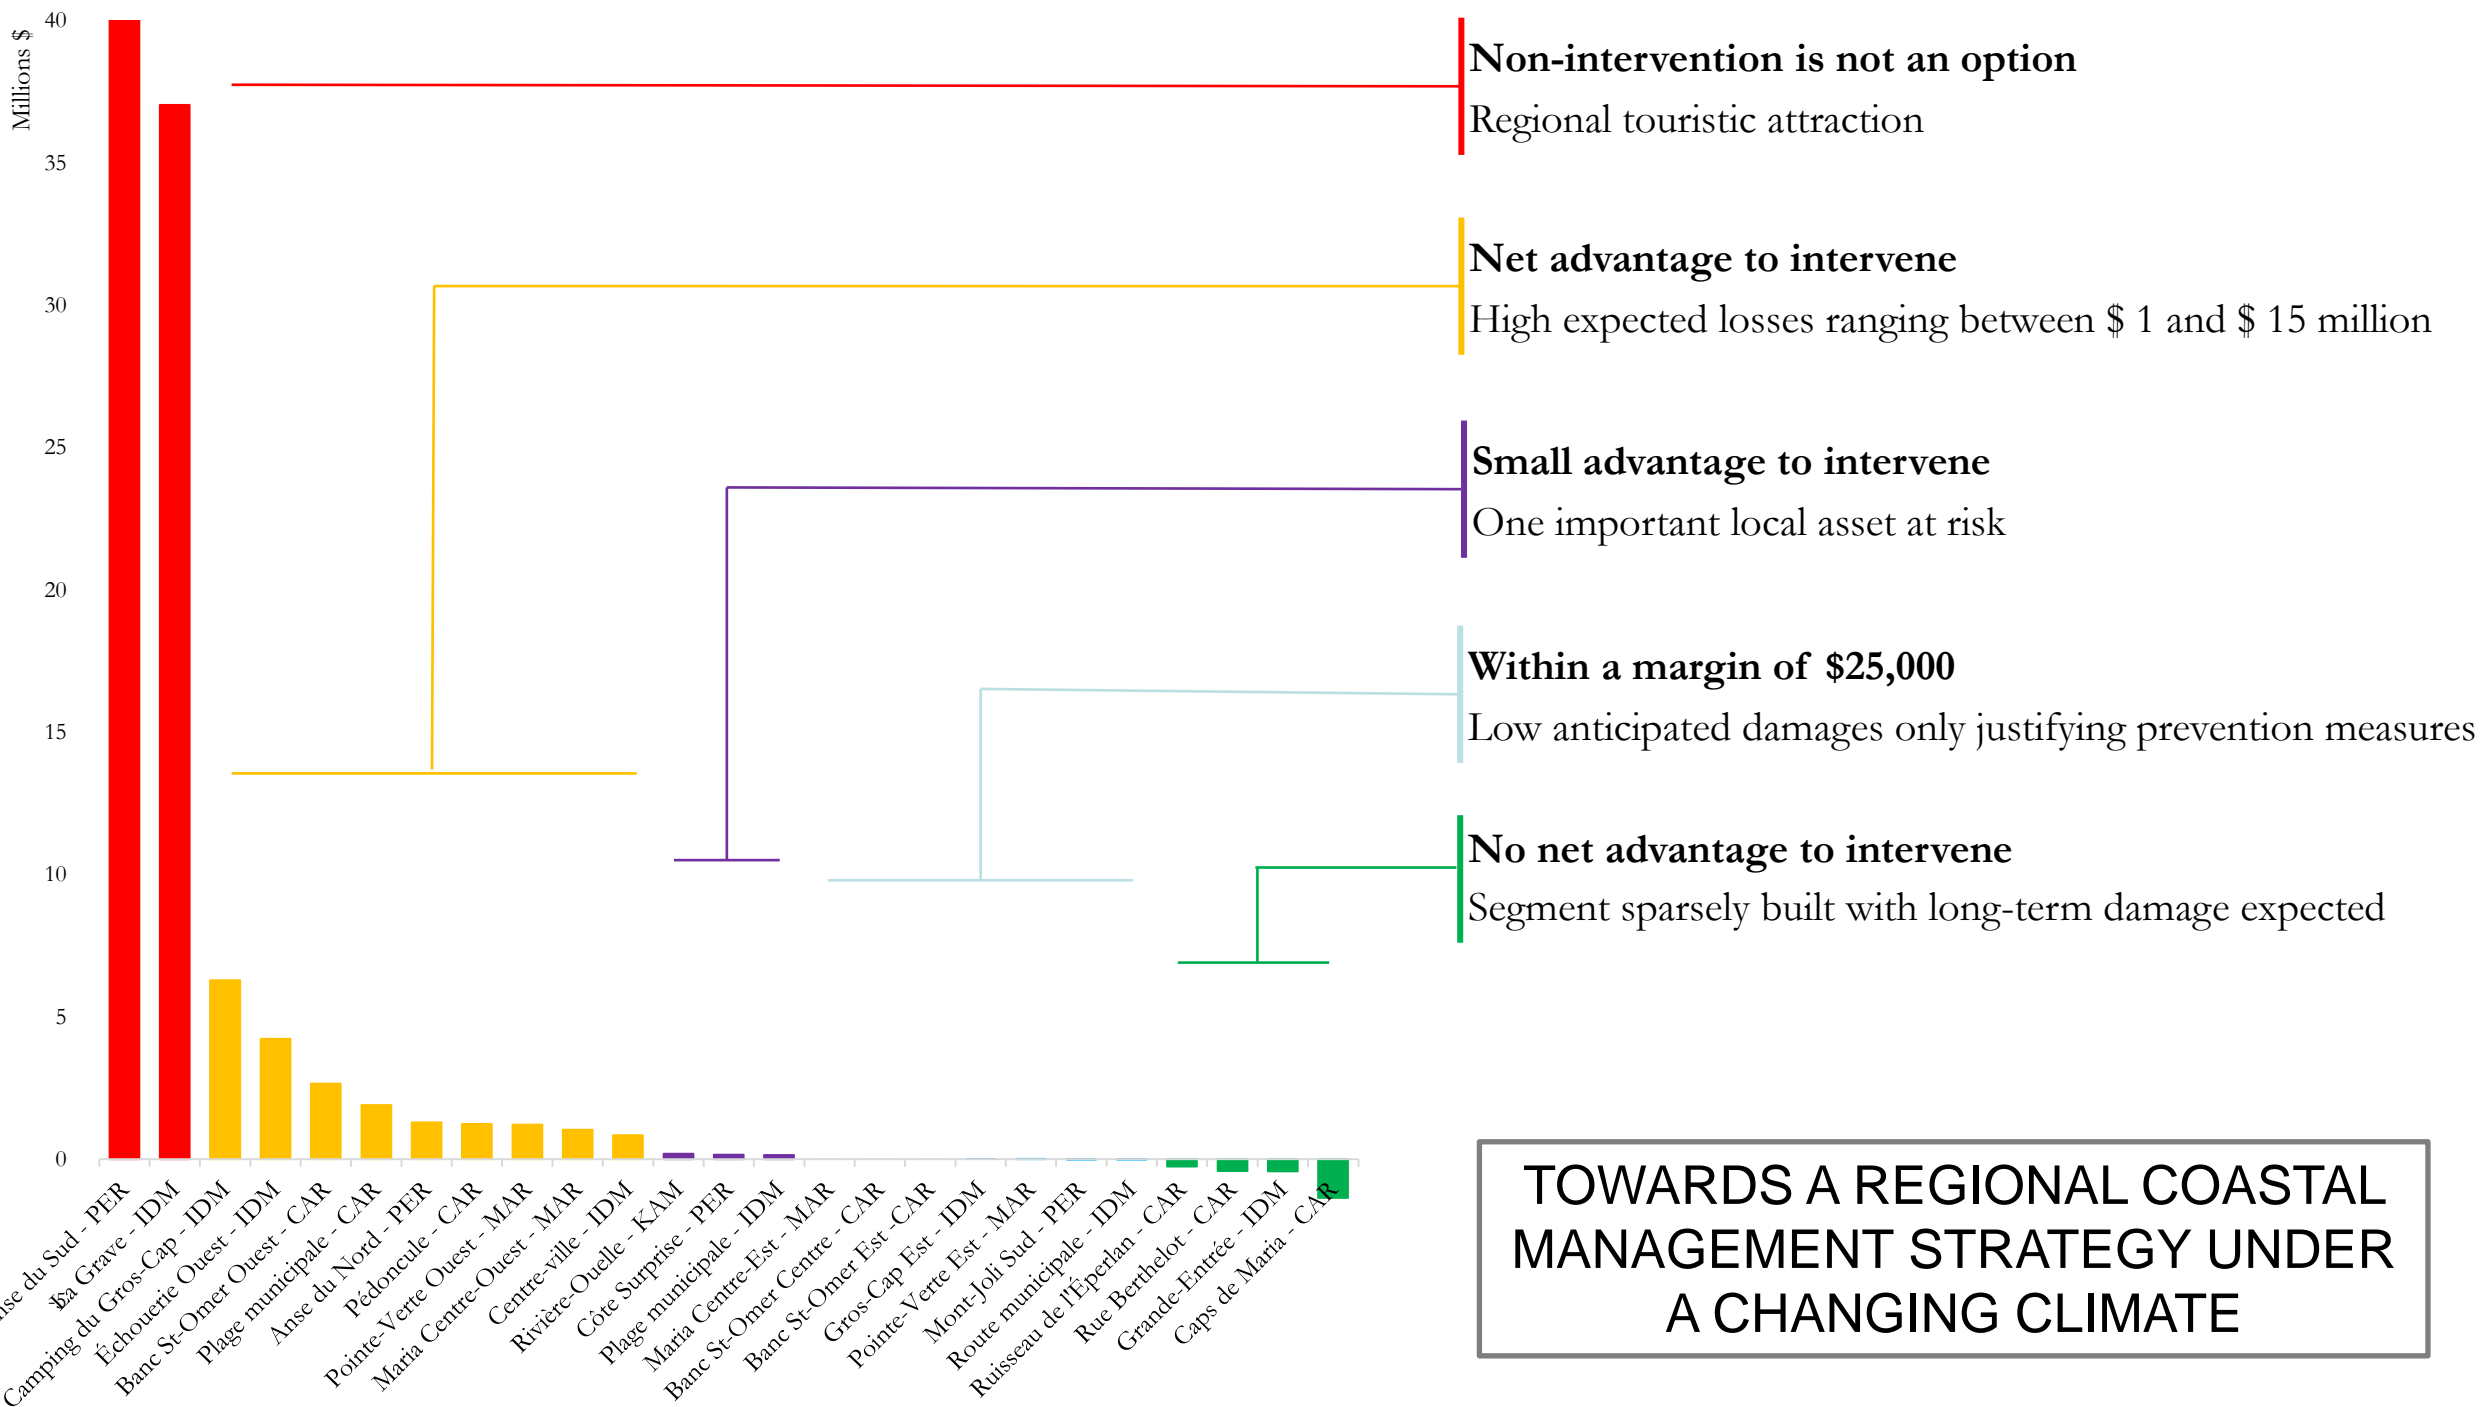 Millions $
40
35
30
25
20
15
10
5
0
Non-intervention is not an option
Regional touristic attraction
Net advantage to intervene
High expected losses ranging between $ 1 and $ 15 million
Small advantage to intervene
One important local asset at risk
Within a margin of $25,000
Low anticipated damages only justifying prevention measures
No net advantage to intervene
Segment sparsely built with long-term damage expected
du Sud - PER
La Grave - IDM
Camping du Gros-Cap - IDM
Échouerie Ouest - IDM
Banc St-Omer Ouest - CAR
Plage municipale - CAR
Anse du Nord - PER
Pédoncule - CAR
Pointe-Verte Ouest - MAR
Maria Centre-Ouest - MAR
Centre-ville - IDM
Rivière-Ouelle - KAM
Côte Surprise - PER
Plage municipale - IDM
Maria Centre-Est - MAR
Banc St-Omer Centre - CAR
Banc St-Omer Est -CAR
Gros-Cap Est - IDM
Pointe-Verte Est - MAR
Mont-Joli Sud - PER
Route municipale - IDM
Ruisseau de l'Éperlan - CAR
Rue Berthelot - CAR
Grande-Entrée - IDM
Caps de Maria - CAR
TOWARDS A REGIONAL COASTAL
MANAGEMENT STRATEGY UNDER
A CHANGING CLIMATE